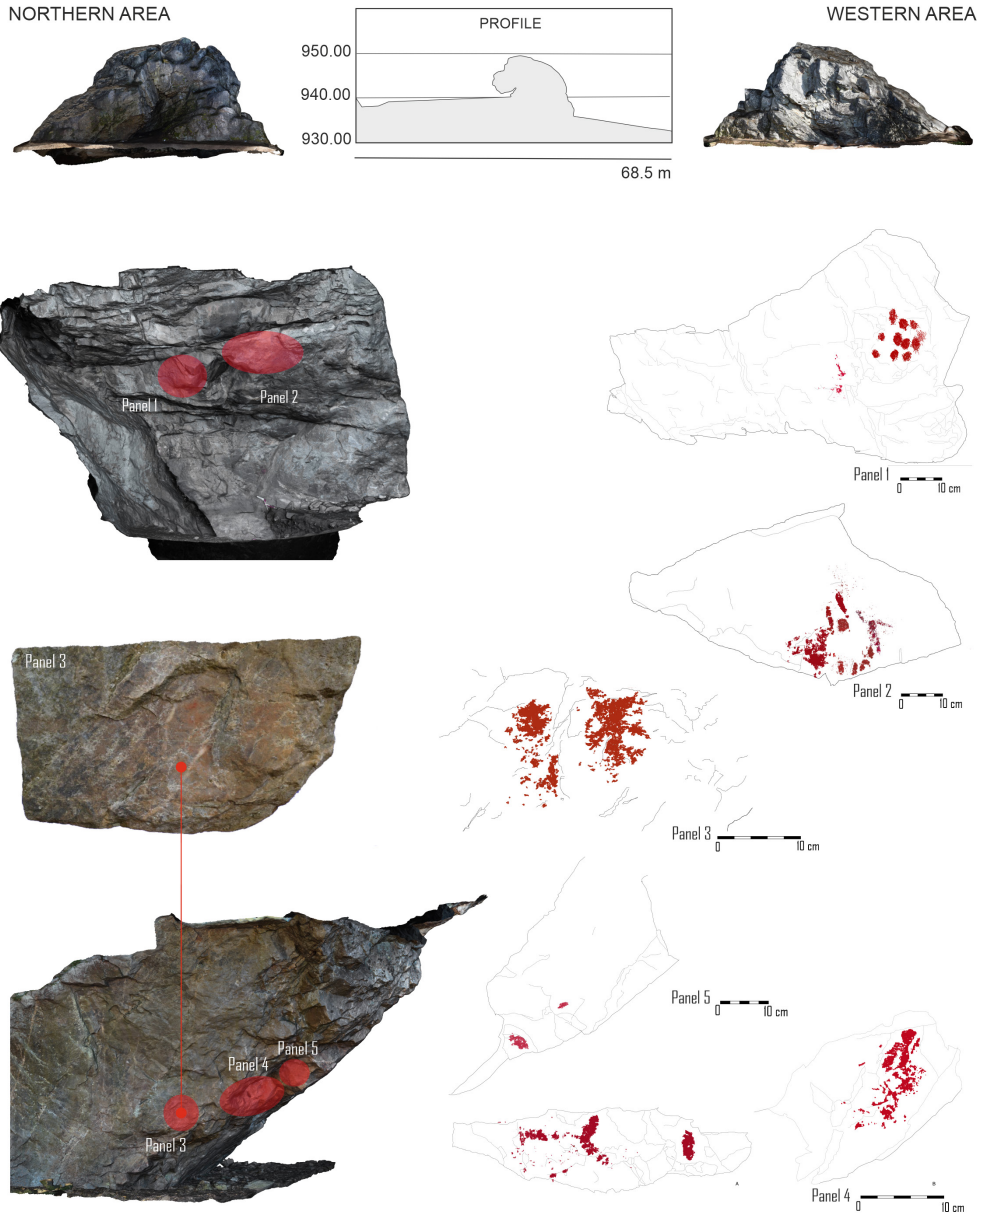 NORTHERN AREA
PROFILE
WESTERN AREA
950.00
940.00
930.00
68.5 m
Panel 1
Panel 2
Panel 1
0 10 cm
Panel 2
0 10 cm
Panel 3
Panel 3
0 10 cm
Panel 5
0 10 cm
Panel 5
Panel 4
Panel 3
A
B
Panel 4
0 10 cm